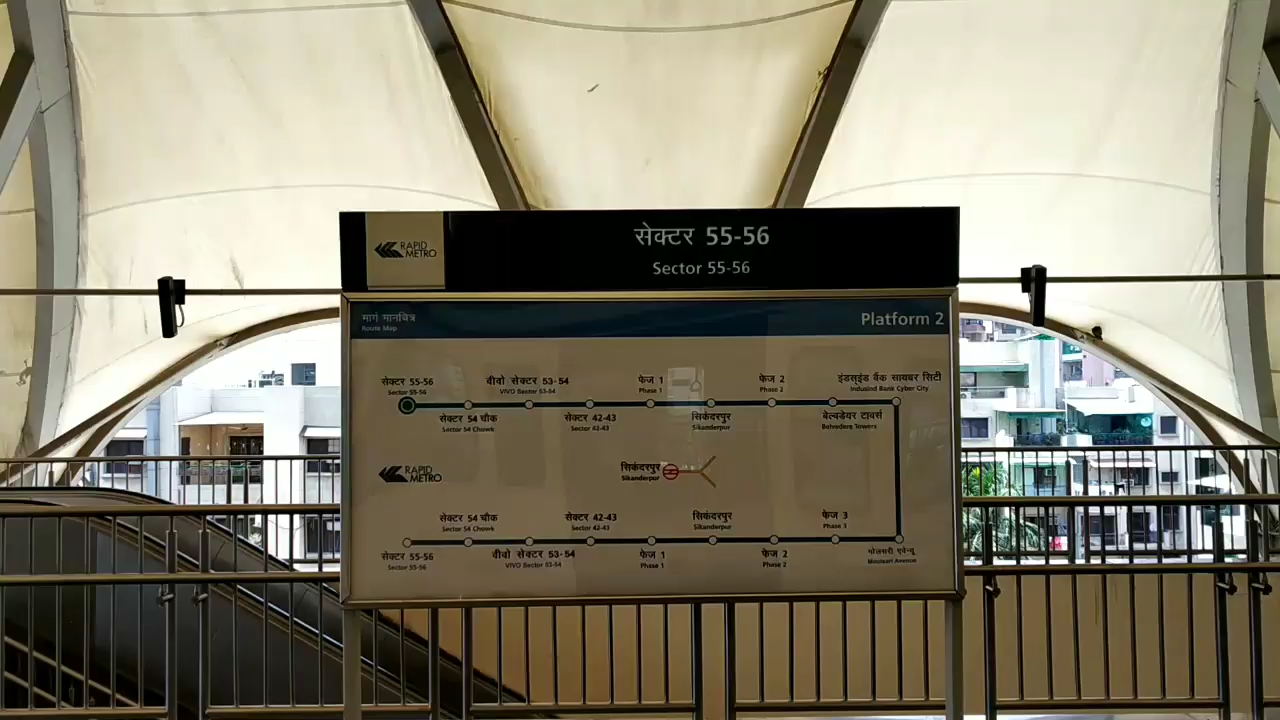 RAPID
METRO
सेक्टर 55-56
Sector 55-56
मार्ग मानचित्र
Route Map
Platform 2
सेक्टर 55-56
Sector 55-56
वीवो सेक्टर 53-54
VIVO Sector 53-54
फेज 1
Phase 1
फेज 2
Phase 2
इंडसइंड बैंक सायबर सिटी
Indusind Bank Cyber City
सेक्टर 54 चौक
Sector 54 Chowk
सेक्टर 42-43
Sector 42-43
सिकंदरपुर
Sikanderpur
बेल्वडेयर टावर्स
Belvedere Towers
RAPID
METRO
सिकंदरपुर
Sikanderpur
सेक्टर 54 चौक
Sector 54 Chowk
सेक्टर 42-43
Sector 42-43
सिकंदरपुर
Sikanderpur
फेज 3
Phase 3
सेक्टर 55-56
Sector 55-56
वीवो सेक्टर 53-54
VIVO Sector 53-54
फेज 1
Phase 1
फेज 2
Phase 2
मोलसरी एवेन्यू
Moulsari Avenue